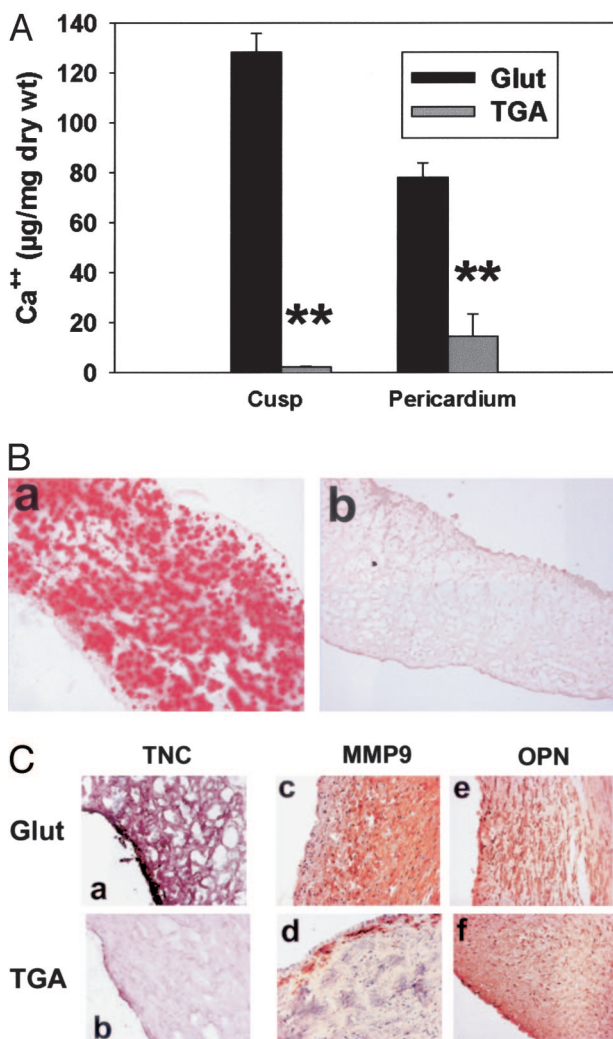 A
140
120
100
80
60
40
20
0
Ca++ (µg/mg dry wt)
Glut
TGA
**
**
Cusp
Pericardium
B
a
b
C
TNC
MMP9
OPN
Glut
a
c
e
TGA
b
d
f